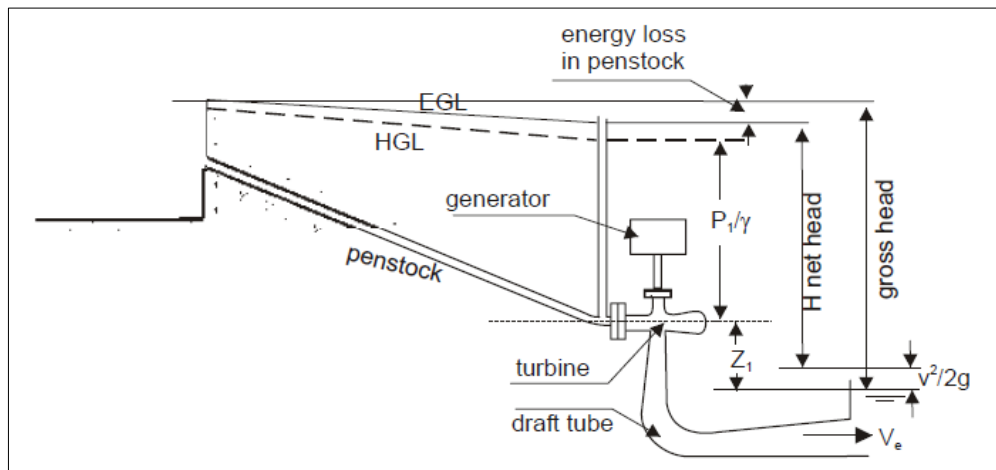 energy loss
in penstock
EGL
HGL
generator
P₁/γ
H net head
gross head
penstock
turbine
Z₁
v²/2g
draft tube
Vₑ